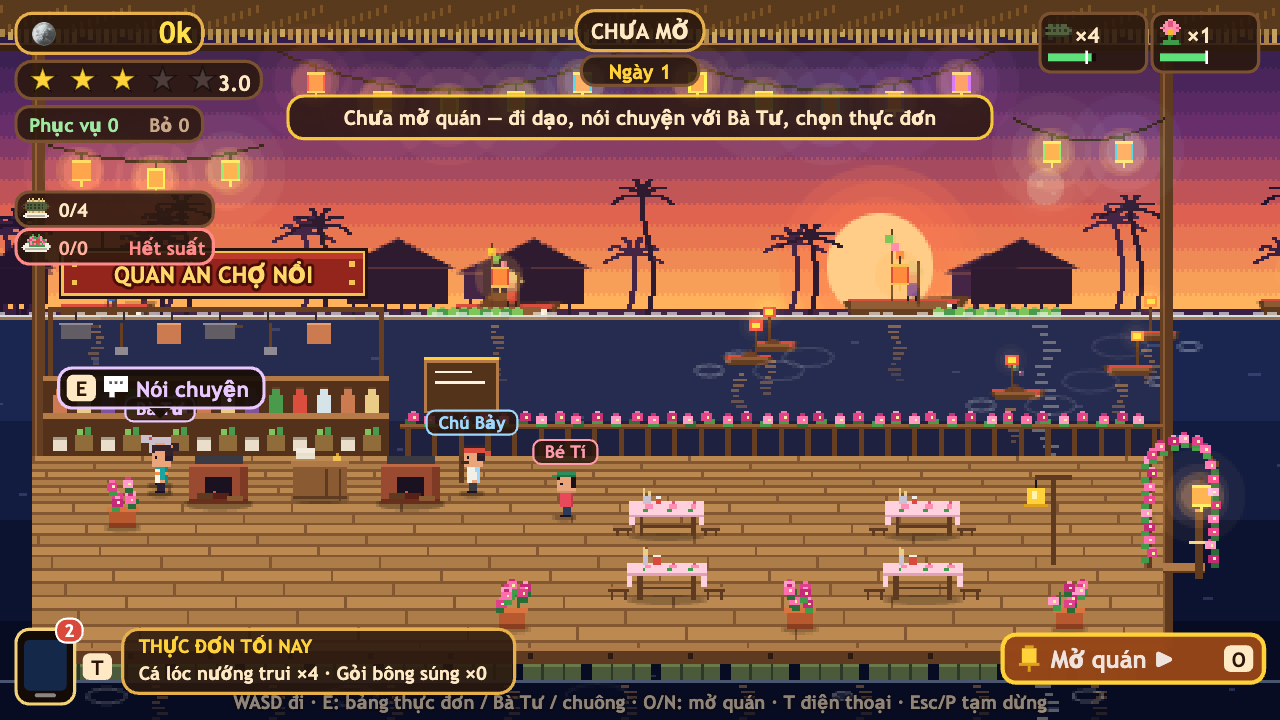 0k
CHƯA MỞ
×4
×1
3.0
Ngày 1
Phục vụ 0
Bỏ 0
Chưa mở quán — đi dạo, nói chuyện với Bà Tư, chọn thực đơn
0/4
0/0 Hết suất
QUÁN ĂN CHỢ NỔI
E Nói chuyện
Bà Tư
Chú Bảy
Bé Tí
2
T
THỰC ĐƠN TỐI NAY
Cá lóc nướng trui ×4 · Gỏi bông súng ×0
Mở quán
O
WASD đi · E: bảng thực đơn / Bà Tư / chuông · O/N: mở quán · T điện thoại · Esc/P tạm dừng